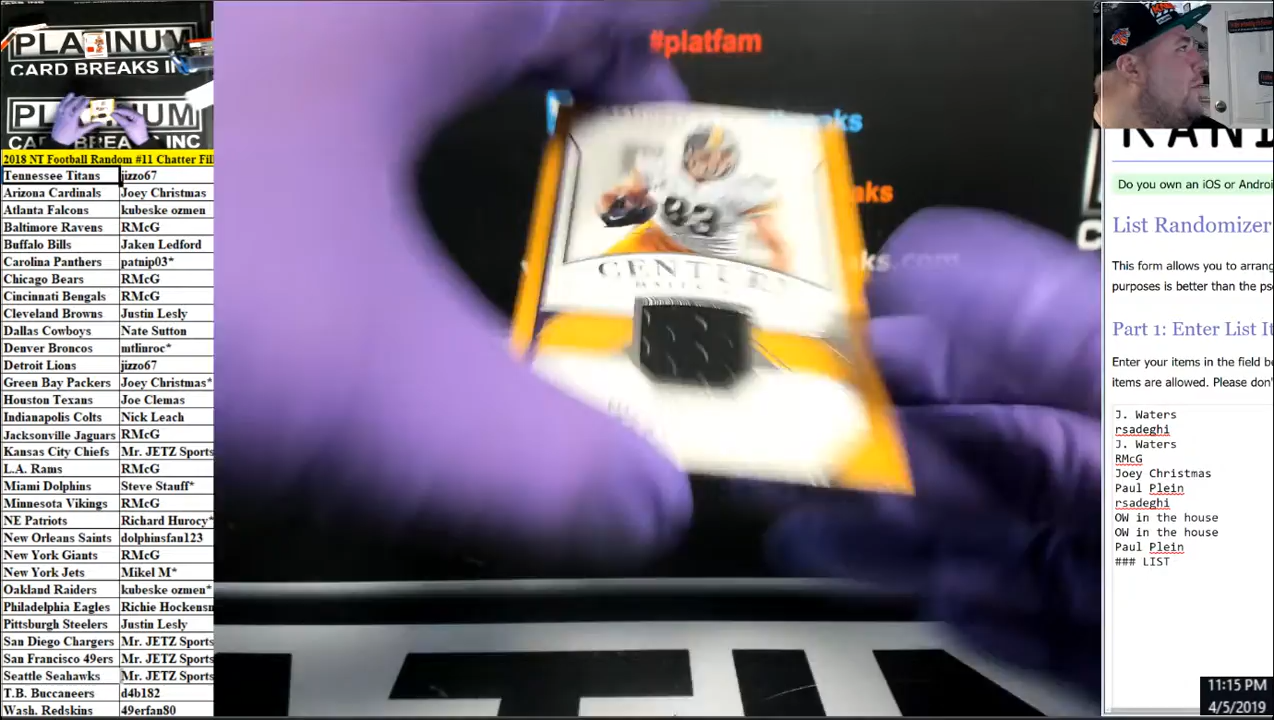 PLATINUM
CARD BREAKS INC
CARD BREAKS INC
2018 NT Football Random #11 Chatter Fil
Tennessee Titans jizzo67
Arizona Cardinals Joey Christmas
Atlanta Falcons kubeske ozmen
Baltimore Ravens RMcG
Buffalo Bills Jaken Ledford
Carolina Panthers patnip03*
Chicago Bears RMcG
Cincinnati Bengals RMcG
Cleveland Browns Justin Lesly
Dallas Cowboys Nate Sutton
Denver Broncos mtlinroc*
Detroit Lions jizzo67
Green Bay Packers Joey Christmas*
Houston Texans Joe Clemas
Indianapolis Colts Nick Leach
Jacksonville Jaguars RMcG
Kansas City Chiefs Mr. JETZ Sports
L.A. Rams RMcG
Miami Dolphins Steve Stauff*
Minnesota Vikings RMcG
NE Patriots Richard Hurocy*
New Orleans Saints dolphinsfan123
New York Giants RMcG
New York Jets Mikel M*
Oakland Raiders kubeske ozmen*
Philadelphia Eagles Richie Hockensm
Pittsburgh Steelers Justin Lesly
San Diego Chargers Mr. JETZ Sports
San Francisco 49ers Mr. JETZ Sports
Seattle Seahawks Mr. JETZ Sports
T.B. Buccaneers d4b182
Wash. Redskins 49erfan80
#platfam
83
CENTURY
RAND
Do you own an iOS or Androi
List Randomizer
This form allows you to arrang
purposes is better than the ps
Part 1: Enter List It
Enter your items in the field be
items are allowed. Please don'
J. Waters
rsadeghi
J. Waters
RMcG
Joey Christmas
Paul Plein
rsadeghi
OW in the house
OW in the house
Paul Plein
### LIST
11:15 PM
4/5/2019